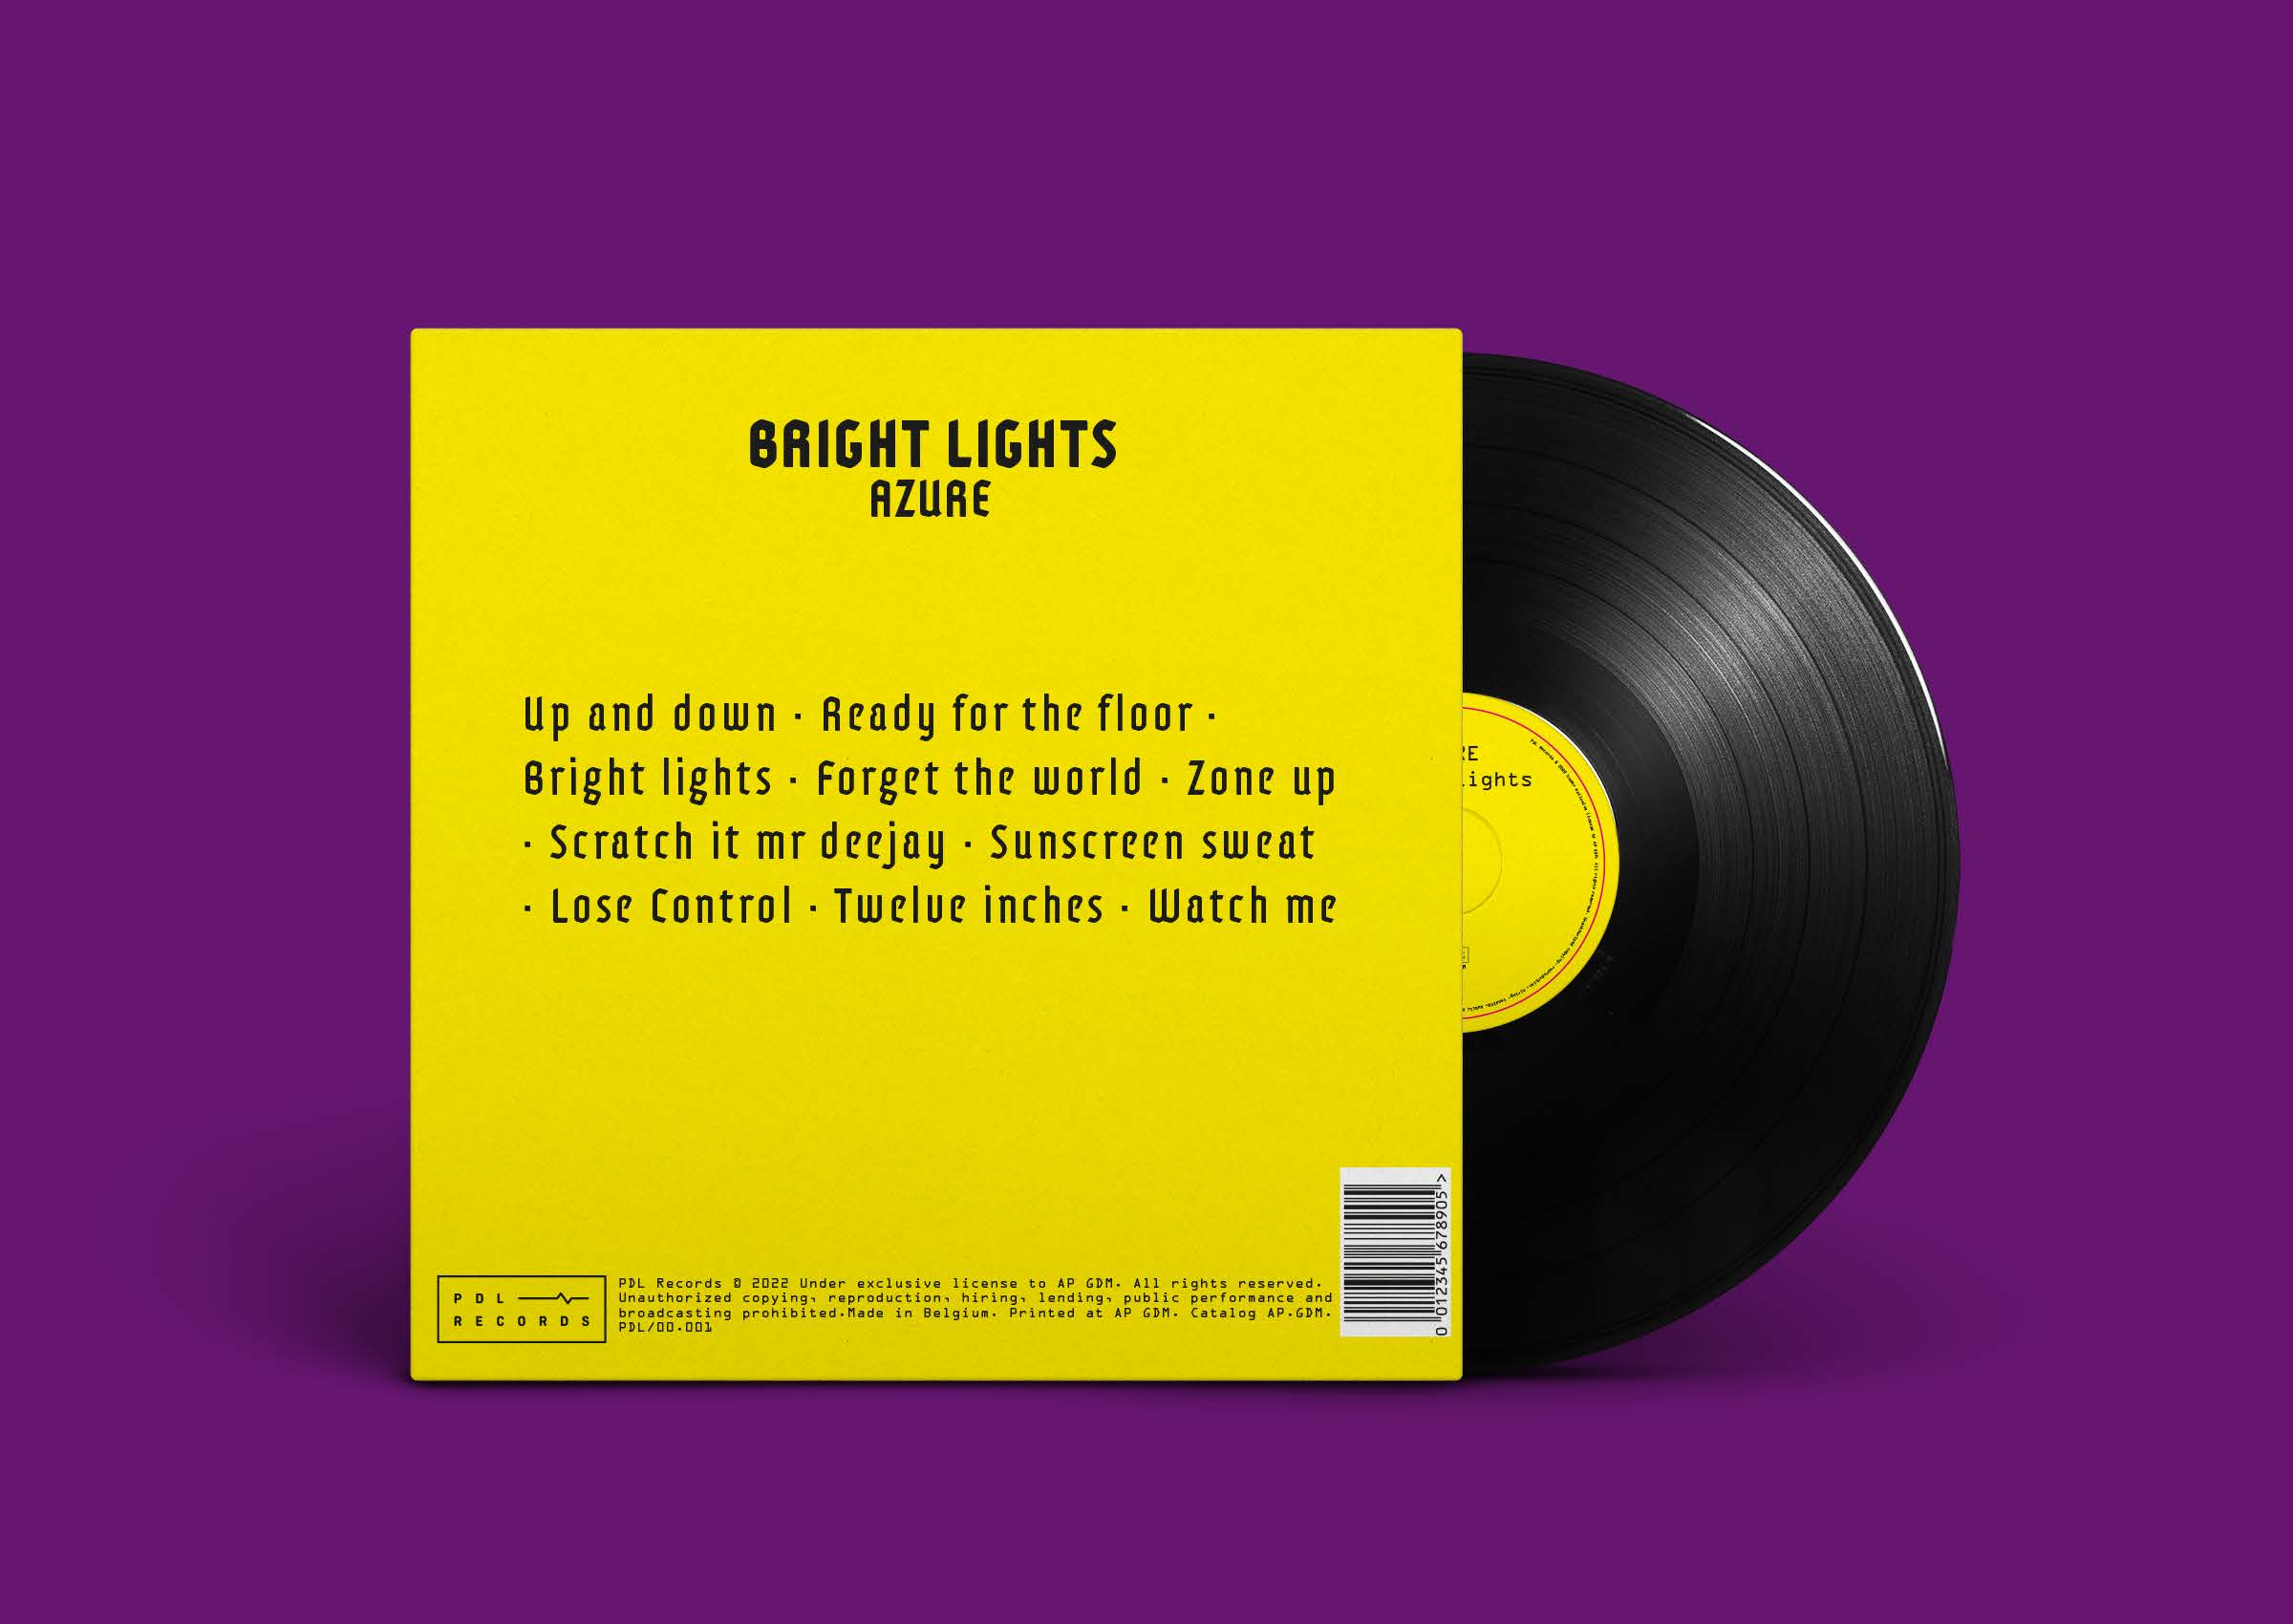 BRIGHT LIGHTS
AZURE
Up and down · Ready for the floor ·
Bright lights · Forget the world · Zone up
· Scratch it mr deejay · Sunscreen sweat
· Lose Control · Twelve inches · Watch me
RE
ights
PDL
RECORDS
PDL Records © 2022 Under exclusive license to AP GDM. All rights reserved.
Unauthorized copying, reproduction, hiring, lending, public performance and
broadcasting prohibited.Made in Belgium. Printed at AP GDM. Catalog AP.GDM.
PDL/00.001
0 012345 678905 >